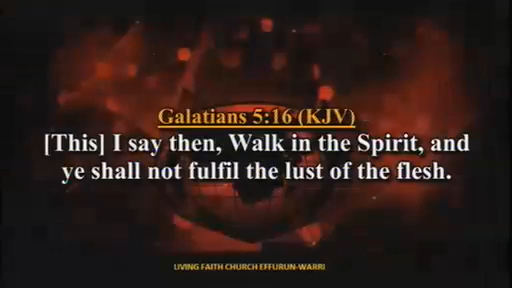 Galatians 5:16 (KJV)
[This] I say then, Walk in the Spirit, and
ye shall not fulfil the lust of the flesh.
LIVING FAITH CHURCH EFFURUN-WARRI